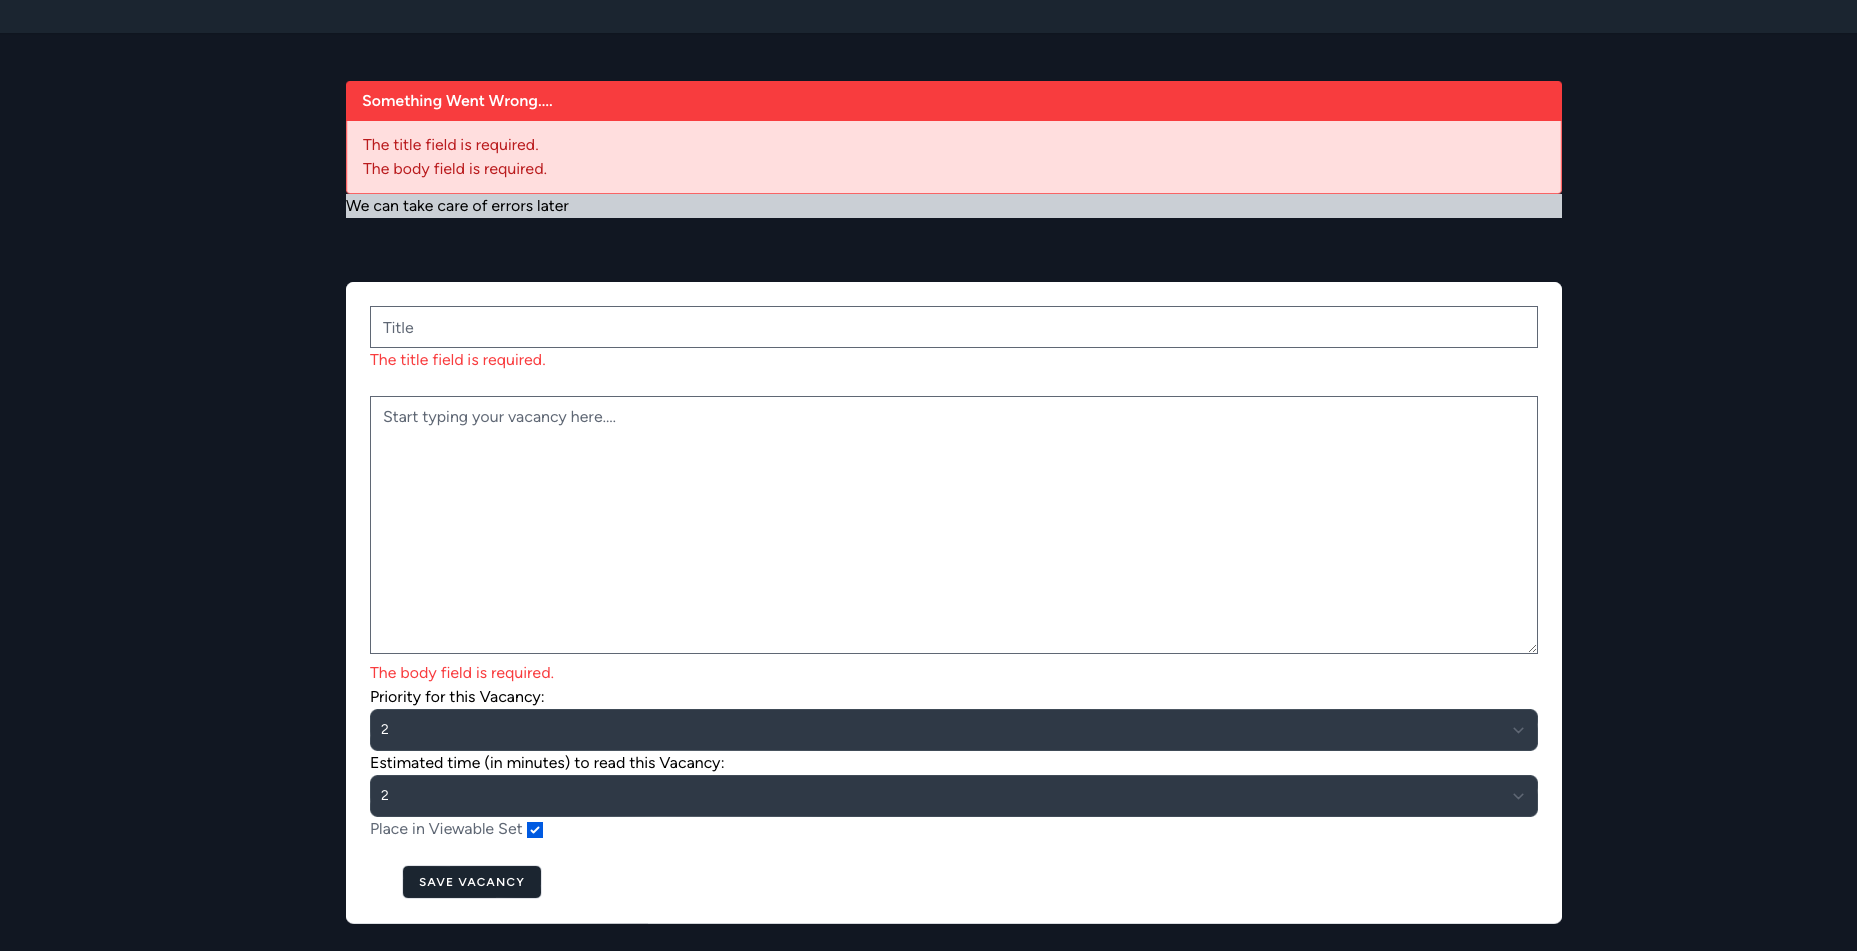 Something Went Wrong....
The title field is required.
The body field is required.
We can take care of errors later
Title
The title field is required.
Start typing your vacancy here....
The body field is required.
Priority for this Vacancy:
2
Estimated time (in minutes) to read this Vacancy:
2
Place in Viewable Set
SAVE VACANCY